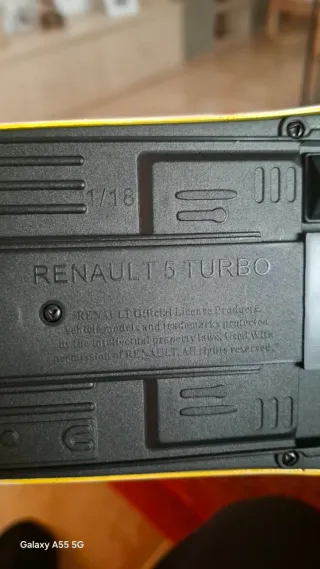 1/18
RENAULT 5 TURBO
RENAULT Official License Products.
Vehicle models and trademarks protected
by the intellectual property laws. Used With
permission of RENAULT. All rights reserved.
Galaxy A55 5G